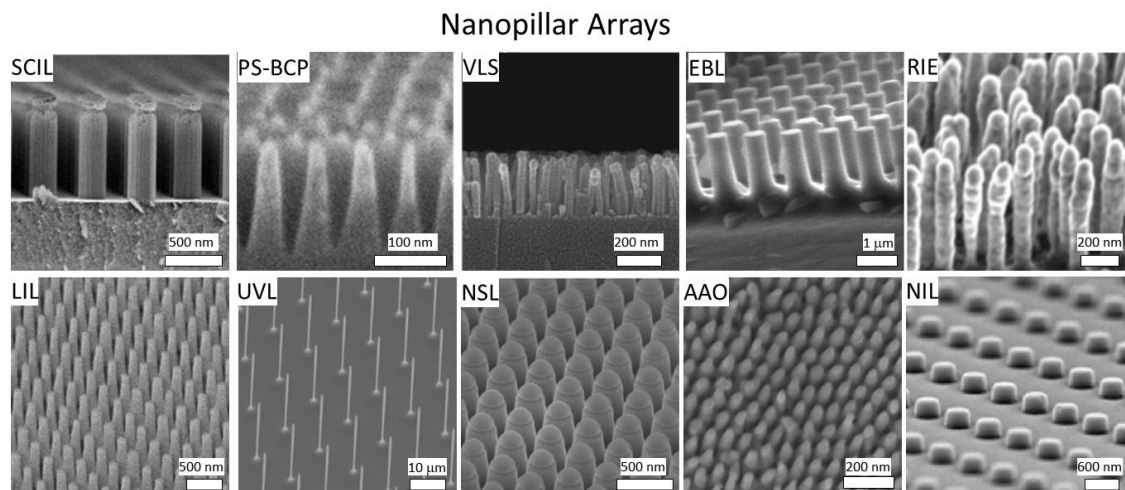 Nanopillar Arrays
SCIL
PS-BCP
VLS
EBL
RIE
500 nm
100 nm
200 nm
1 μm
200 nm
LIL
UVL
NSL
AAO
NIL
500 nm
10 μm
500 nm
200 nm
600 nm